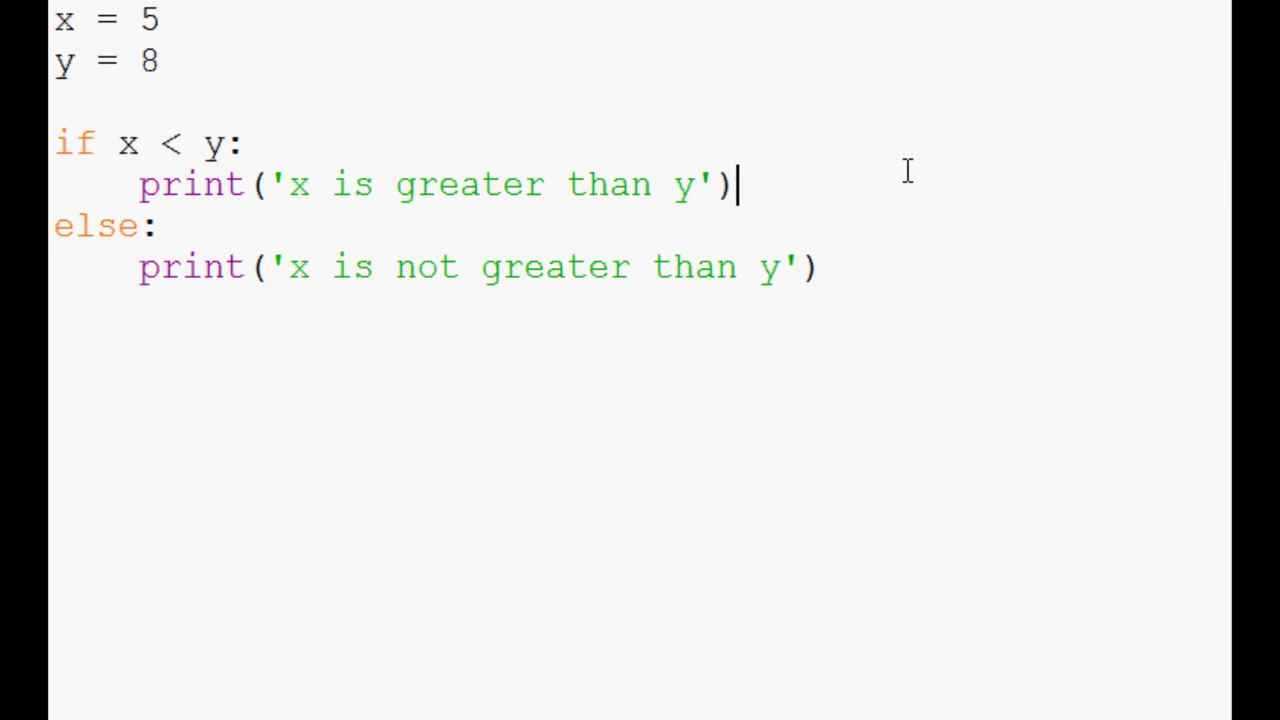 x = 5
y = 8
if x < y:
    print('x is greater than y')
else:
    print('x is not greater than y')